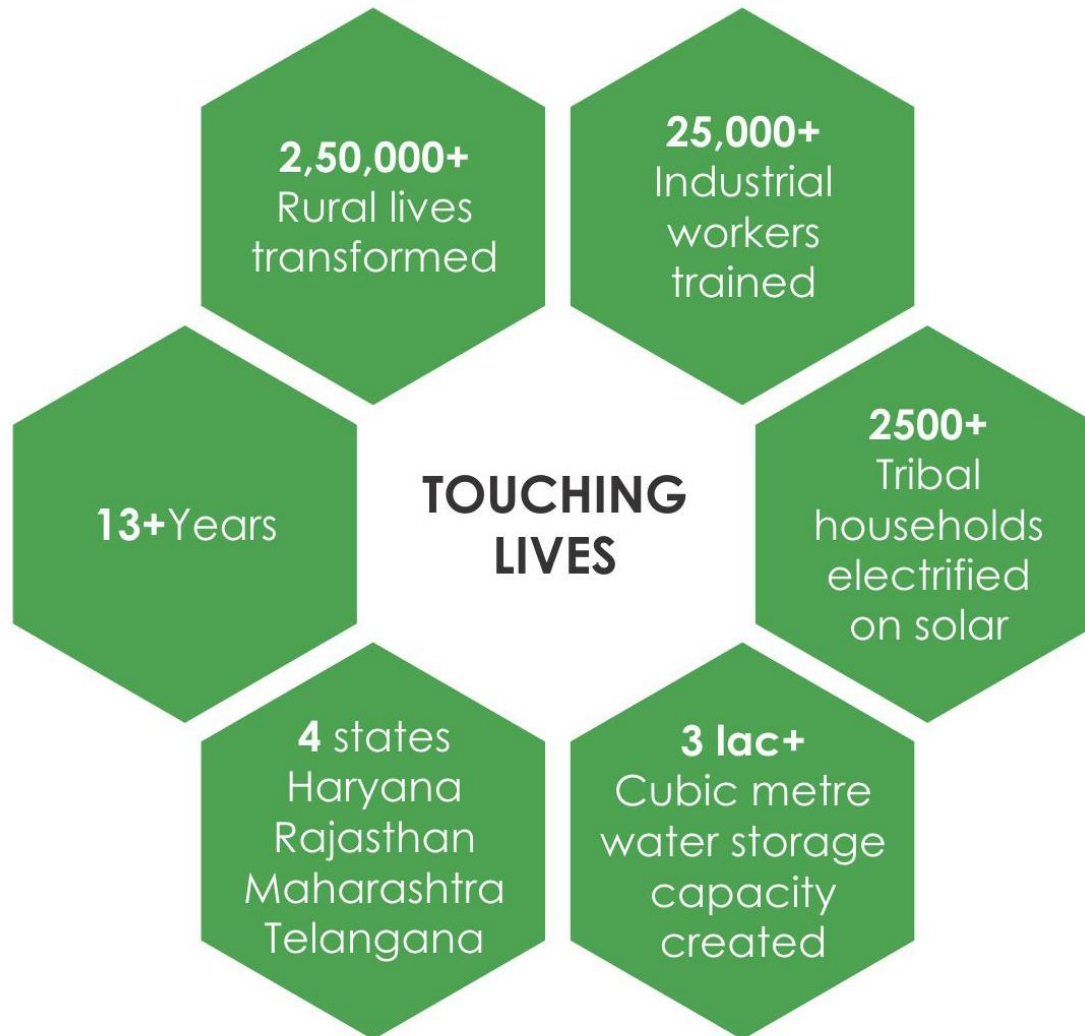 2,50,000+
Rural lives
transformed
25,000+
Industrial
workers
trained
13+Years
TOUCHING
LIVES
2500+
Tribal
households
electrified
on solar
4 states
Haryana
Rajasthan
Maharashtra
Telangana
3 lac+
Cubic metre
water storage
capacity
created